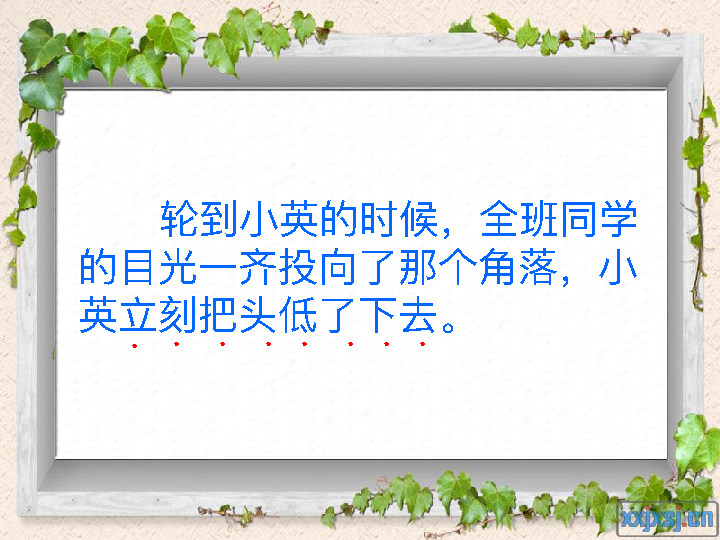 轮到小英的时候，全班同学
的目光一齐投向了那个角落，小
英立刻把头低了下去。
xxjxsj.cn